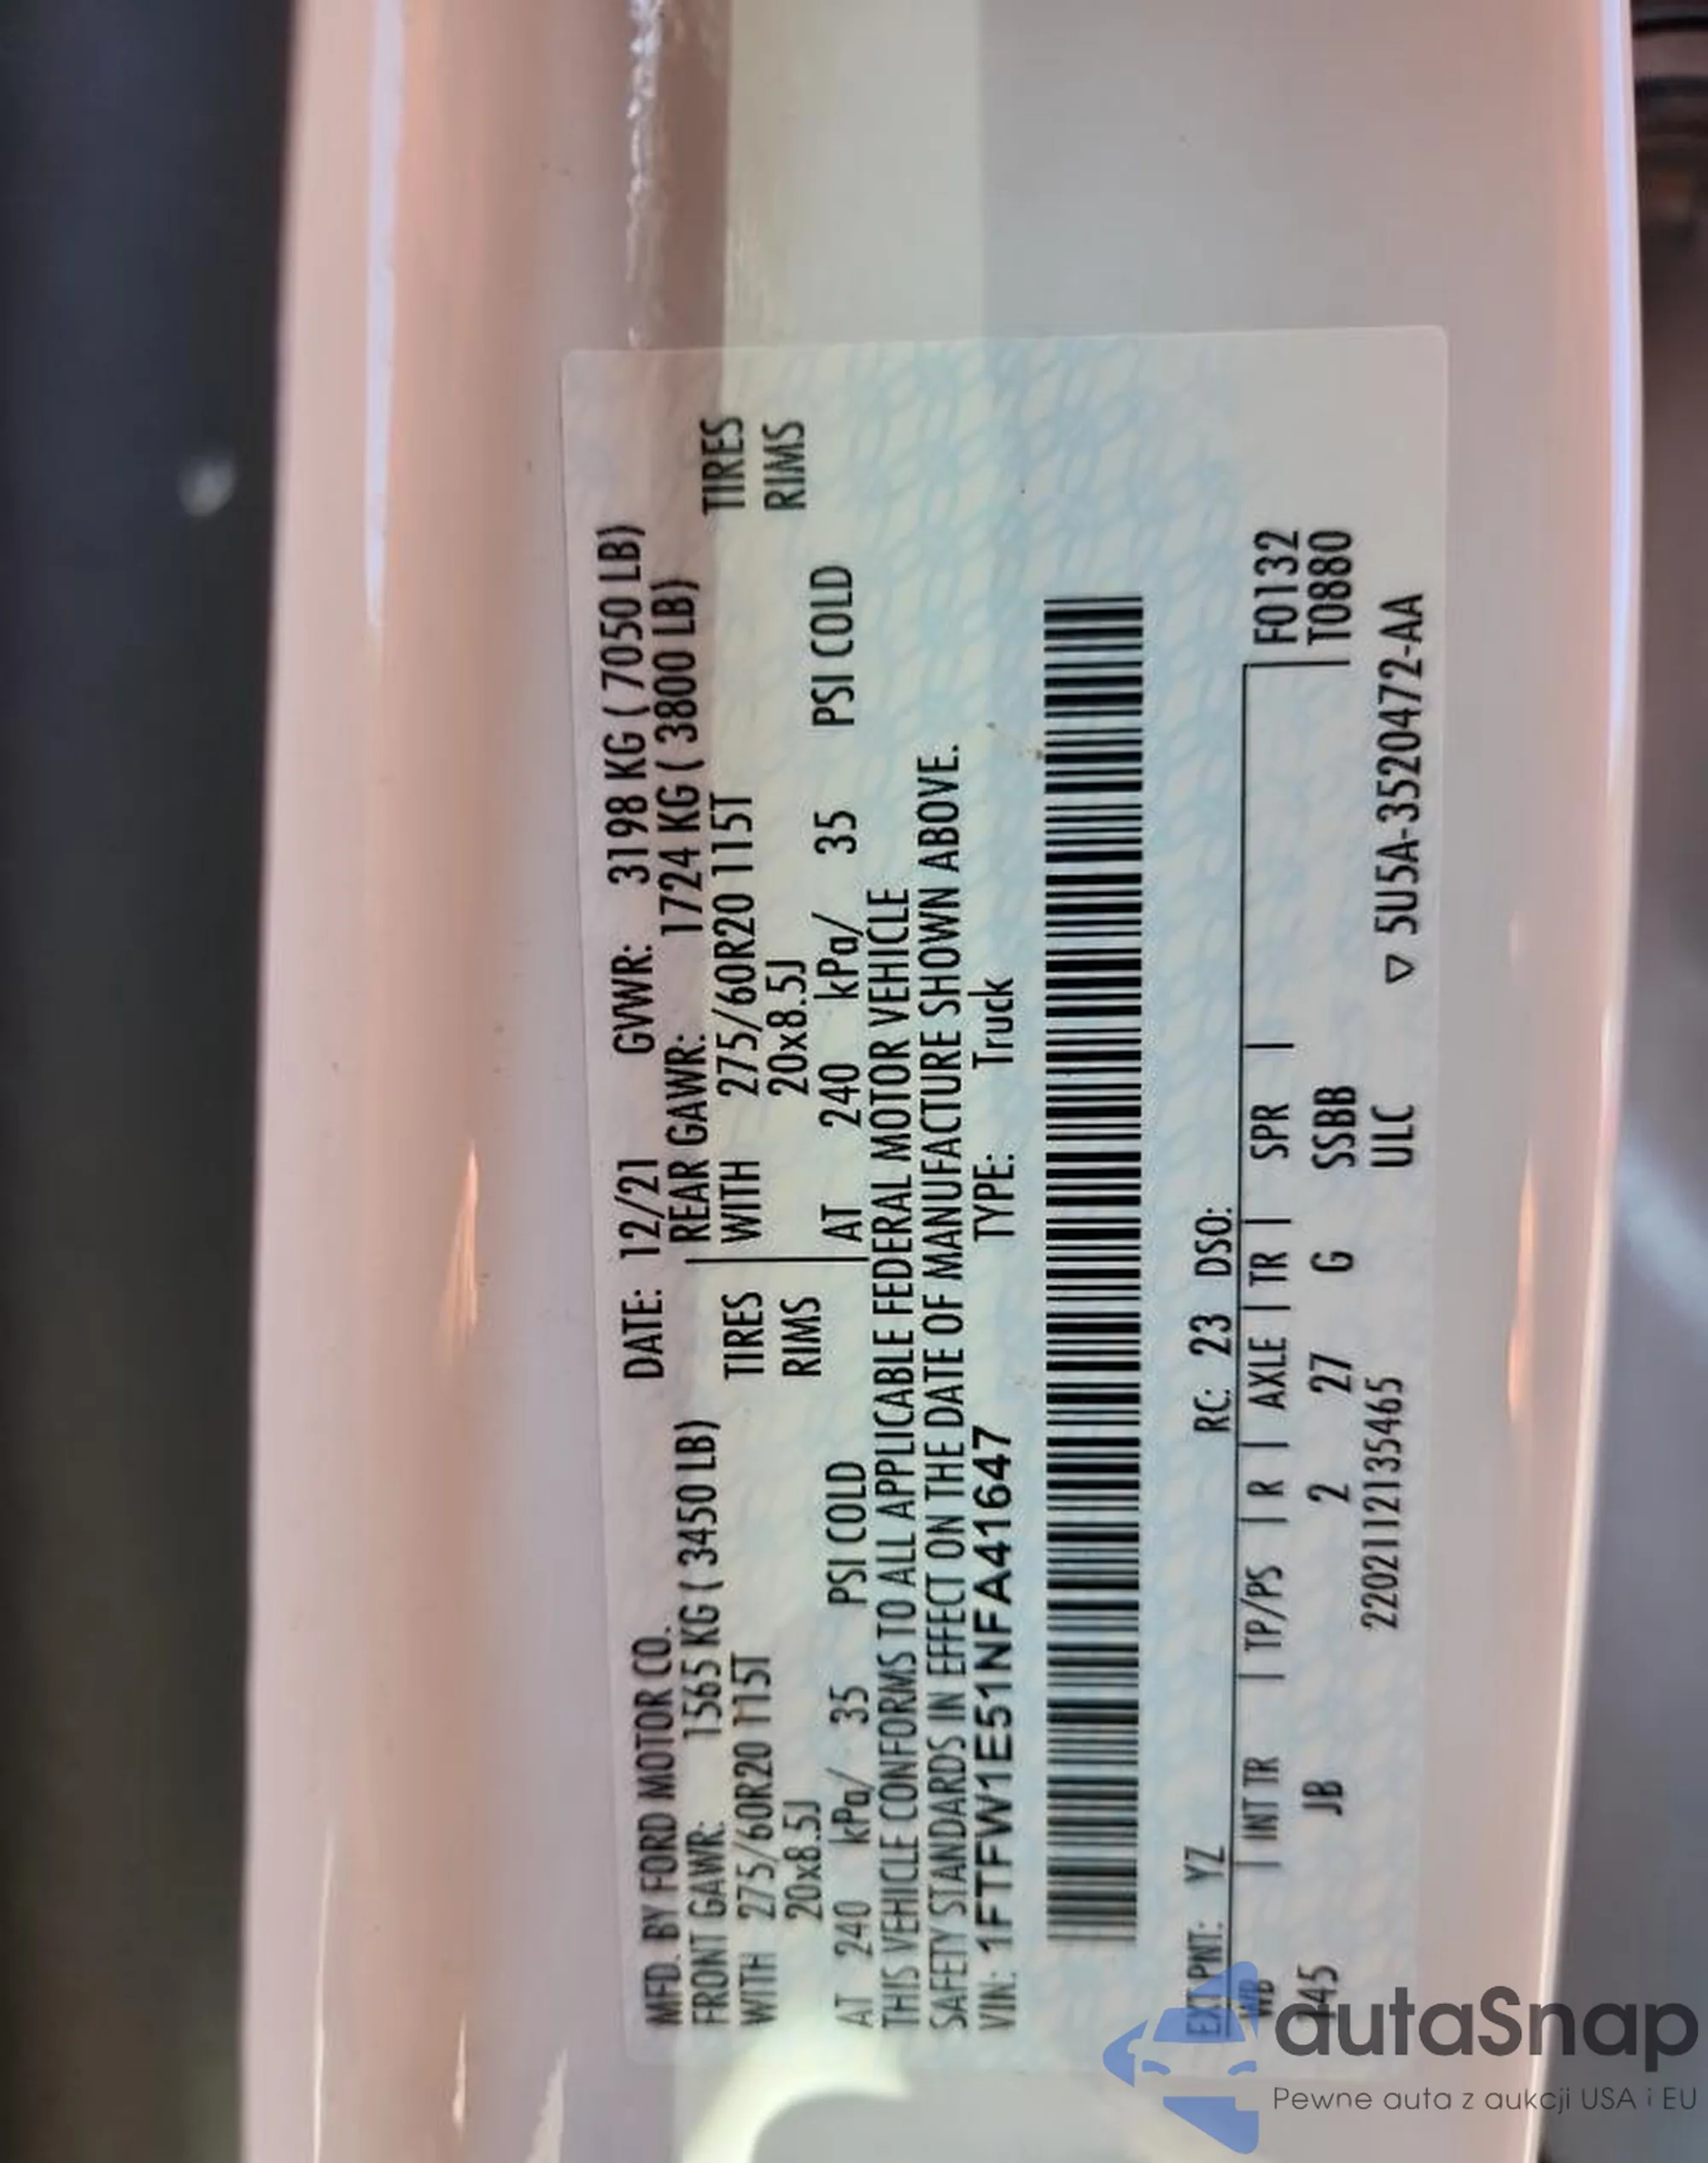 MFD. BY FORD MOTOR CO. DATE: 12/21 GVWR: 3198 KG ( 7050 LB)
FRONT GAWR: 1565 KG ( 3450 LB) REAR GAWR: 1724 KG ( 3800 LB)
WITH 275/60R20 115T TIRES WITH 275/60R20 115T TIRES
20x8.5J RIMS 20x8.5J RIMS
AT 240 kPa/ 35 PSI COLD AT 240 kPa/ 35 PSI COLD
THIS VEHICLE CONFORMS TO ALL APPLICABLE FEDERAL MOTOR VEHICLE
SAFETY STANDARDS IN EFFECT ON THE DATE OF MANUFACTURE SHOWN ABOVE.
VIN: 1FTFW1E51NFA41647 TYPE: Truck
EXT PNT: YZ RC: 23 DSO:
WB | INT TR | TP/PS | R | AXLE | TR | SPR | F0132
145 JB 2 27 G SSBB T0880
2202112135465 ULC ▽ 5U5A-3520472-AA
autaSnap
Pewne auta z aukcji USA i EU